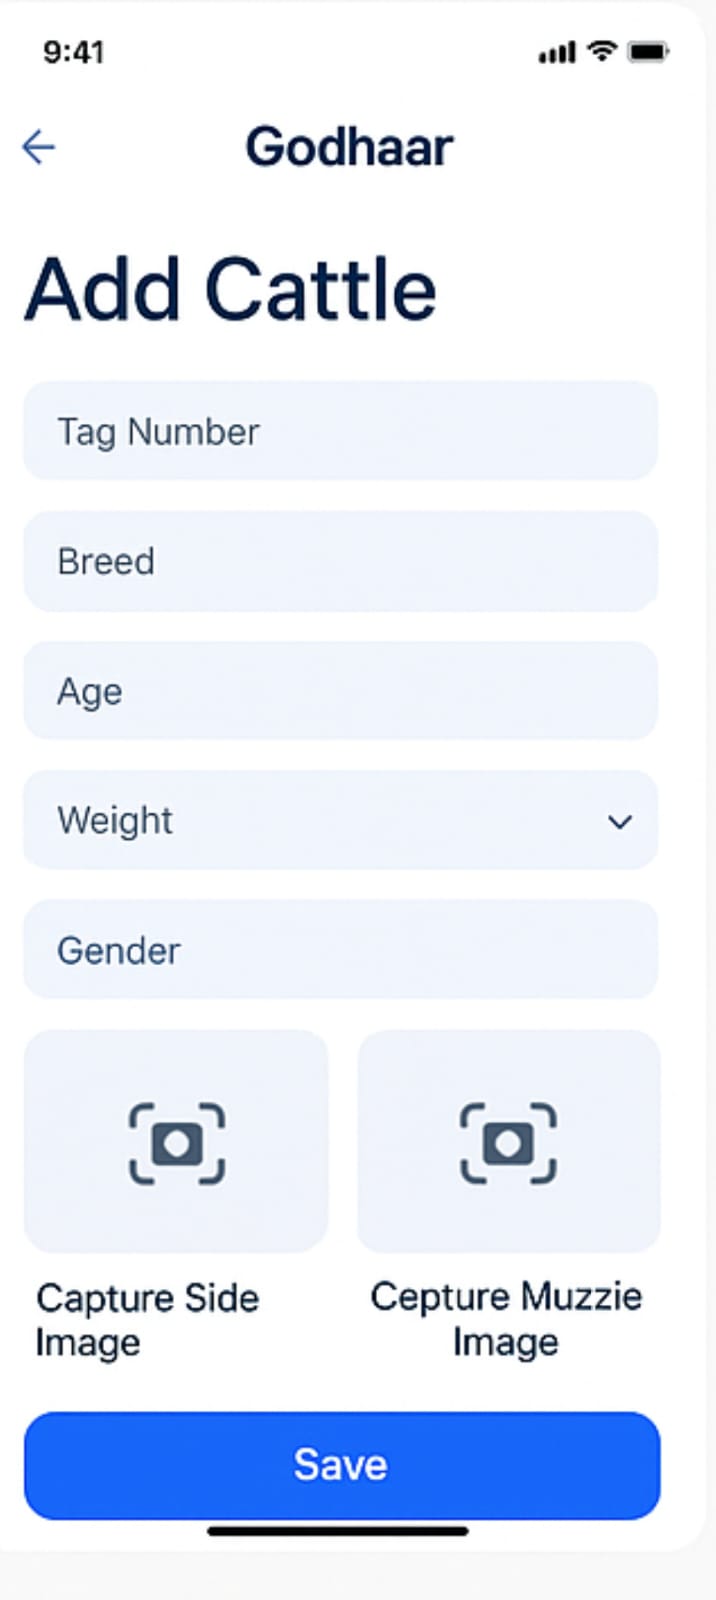 9:41
Godhaar
Add Cattle
Tag Number
Breed
Age
Weight
Gender
Capture Side
Image
Cepture Muzzie
Image
Save